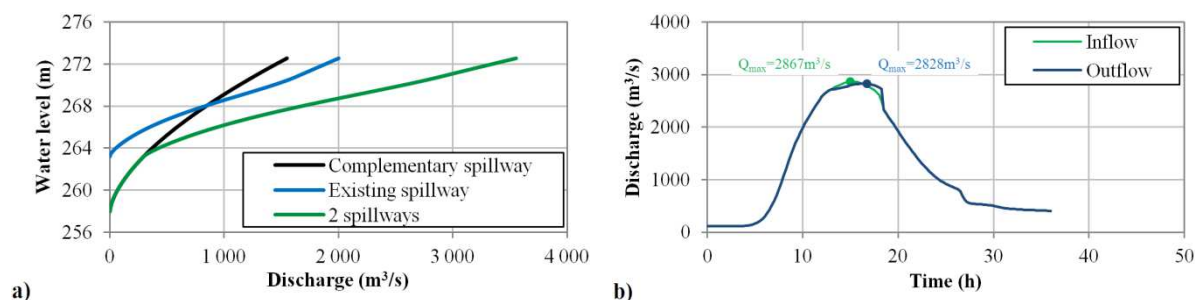 Water level (m)
276
272
268
264
260
256
Complementary spillway
Existing spillway
2 spillways
0
1 000
2 000
3 000
4 000
Discharge (m³/s)
a)
Discharge (m³/s)
4000
3000
2000
1000
0
Qmax=2867m³/s
Qmax=2828m³/s
Inflow
Outflow
0
10
20
30
40
50
Time (h)
b)